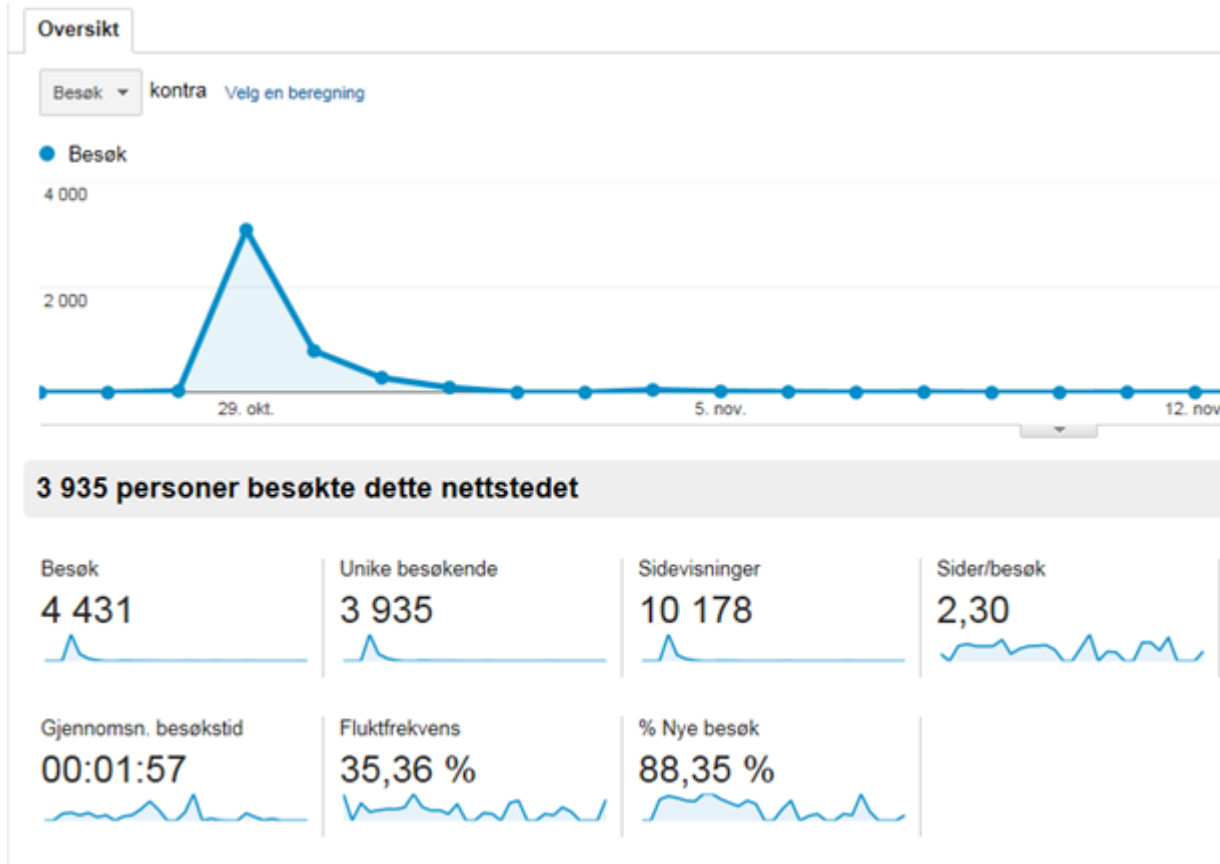 Oversikt
Besøk kontra Velg en beregning
Besøk
4 000
2 000
29. okt. 5. nov. 12. nov
3 935 personer besøkte dette nettstedet
Besøk Unike besøkende Sidevisninger Sider/besøk
4 431 3 935 10 178 2,30
Gjennomsn. besøkstid Fluktfrekvens % Nye besøk
00:01:57 35,36 % 88,35 %